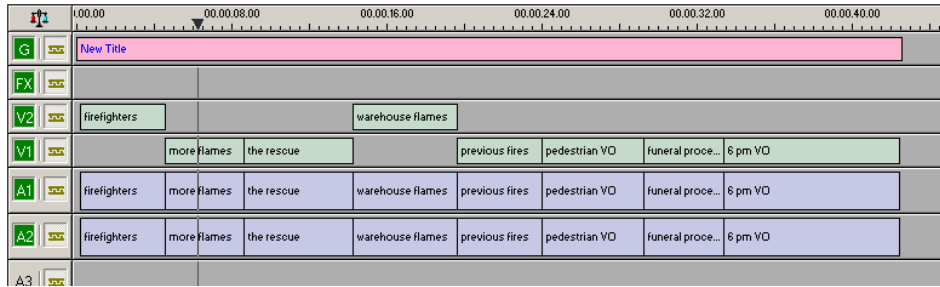 1.00.00 00.00.08.00 00.00.16.00 00.00.24.00 00.00.32.00 00.00.40.00
G New Title
FX
V2 firefighters warehouse flames
V1 more flames the rescue previous fires pedestrian VO funeral proce... 6 pm VO
A1 firefighters more flames the rescue warehouse flames previous fires pedestrian VO funeral proce... 6 pm VO
A2 firefighters more flames the rescue warehouse flames previous fires pedestrian VO funeral proce... 6 pm VO
A3